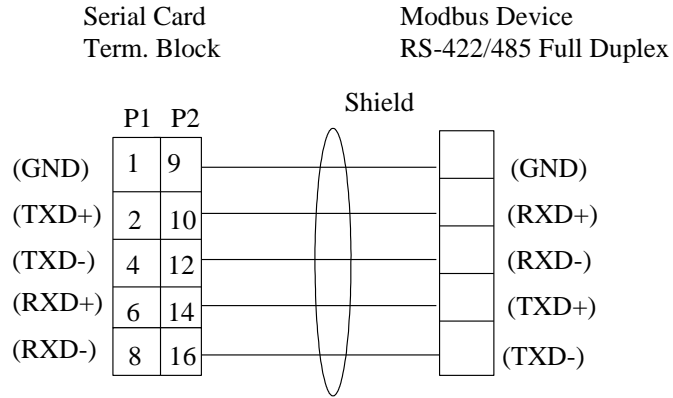 Serial Card Modbus Device
Term. Block RS-422/485 Full Duplex
Shield
P1 P2
(GND) 1 9 (GND)
(TXD+) 2 10 (RXD+)
(TXD-) 4 12 (RXD-)
(RXD+) 6 14 (TXD+)
(RXD-) 8 16 (TXD-)